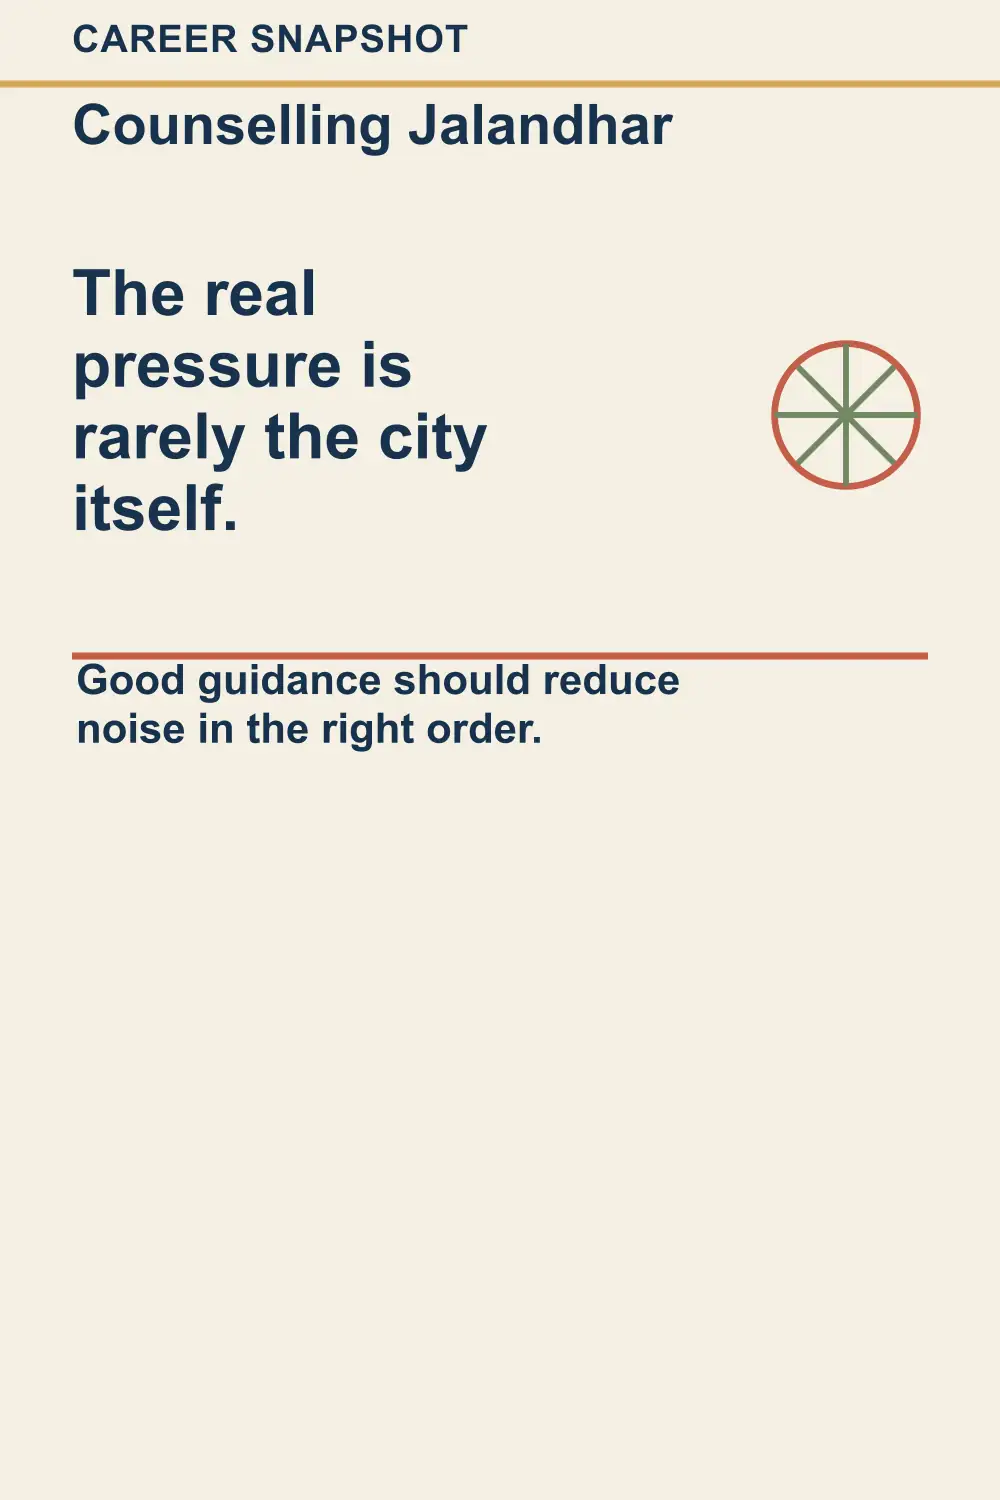 CAREER SNAPSHOT
Counselling Jalandhar
The real
pressure is
rarely the city
itself.
Good guidance should reduce
noise in the right order.